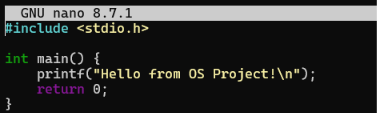 GNU nano 8.7.1
#include <stdio.h>
int main() {
    printf("Hello from OS Project!\n");
    return 0;
}